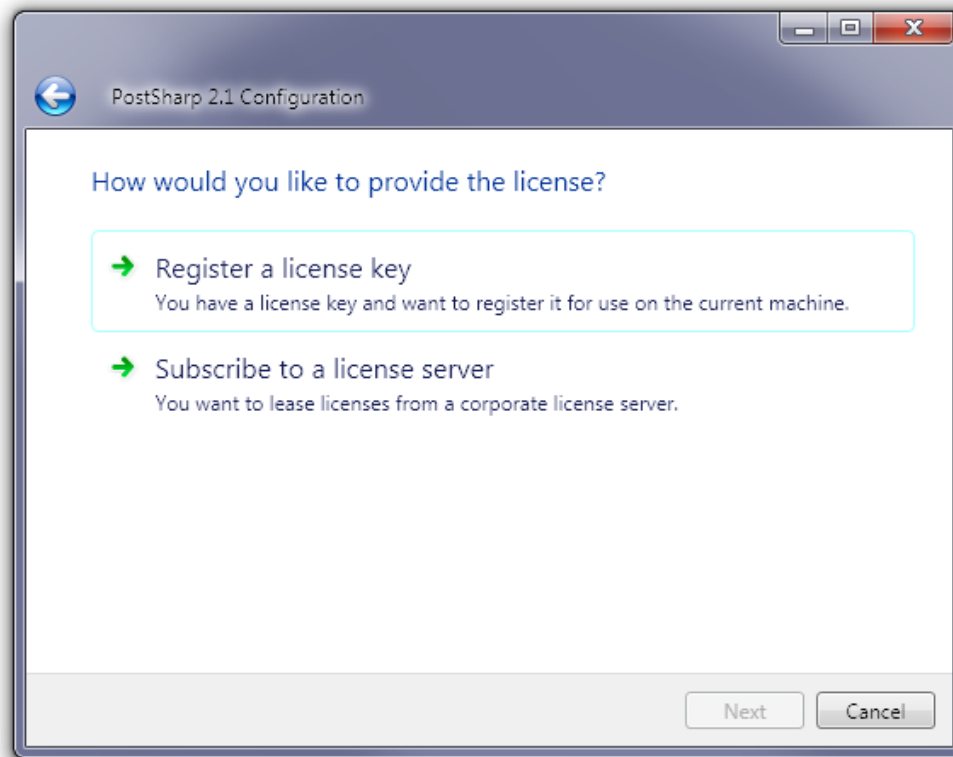 PostSharp 2.1 Configuration
How would you like to provide the license?
Register a license key
You have a license key and want to register it for use on the current machine.
Subscribe to a license server
You want to lease licenses from a corporate license server.
Next
Cancel